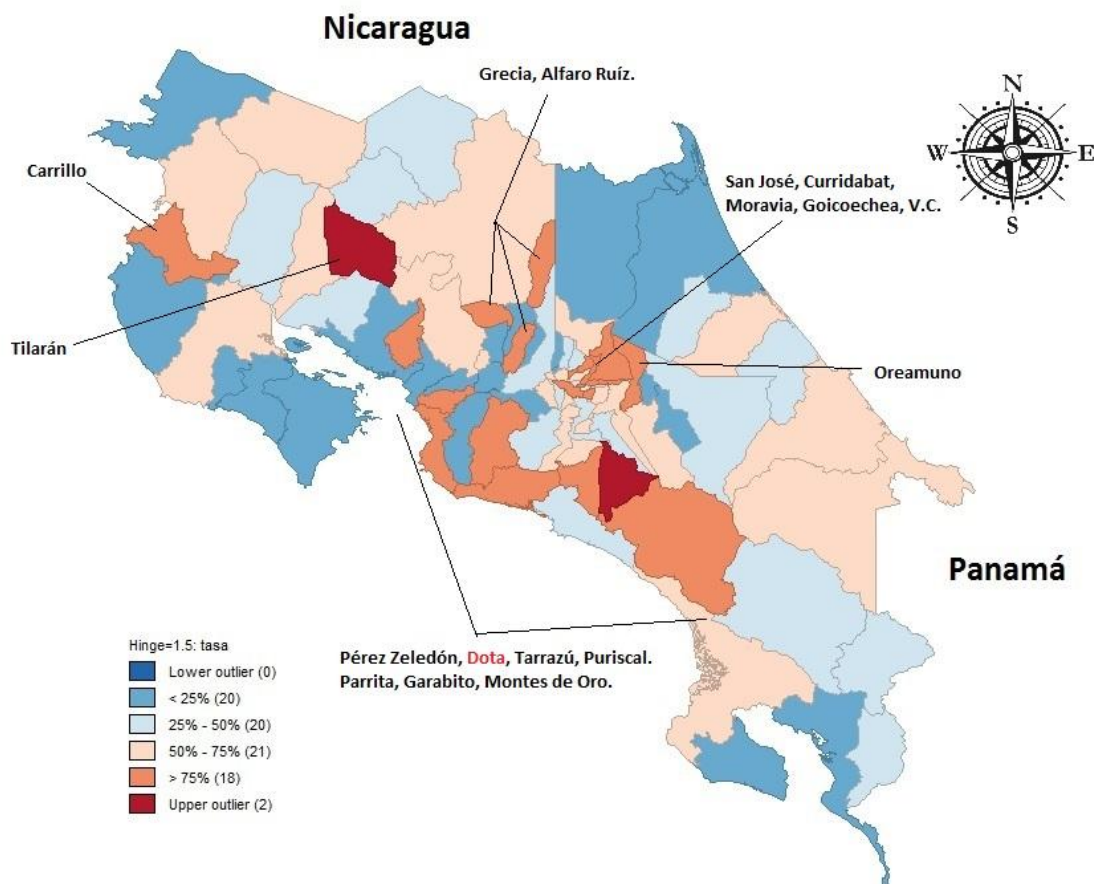 Nicaragua
Grecia, Alfaro Ruíz.
N
W
E
S
Carrillo
San José, Curridabat,
Moravia, Goicoechea, V.C.
Tilarán
Oreamuno
Panamá
Pérez Zeledón, Dota, Tarrazú, Puriscal.
Parrita, Garabito, Montes de Oro.
Hinge=1.5: tasa
Lower outlier (0)
< 25% (20)
25% - 50% (20)
50% - 75% (21)
> 75% (18)
Upper outlier (2)